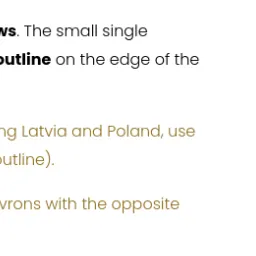 ws. The small single
outline on the edge of the
ng Latvia and Poland, use
outline).
vrons with the opposite